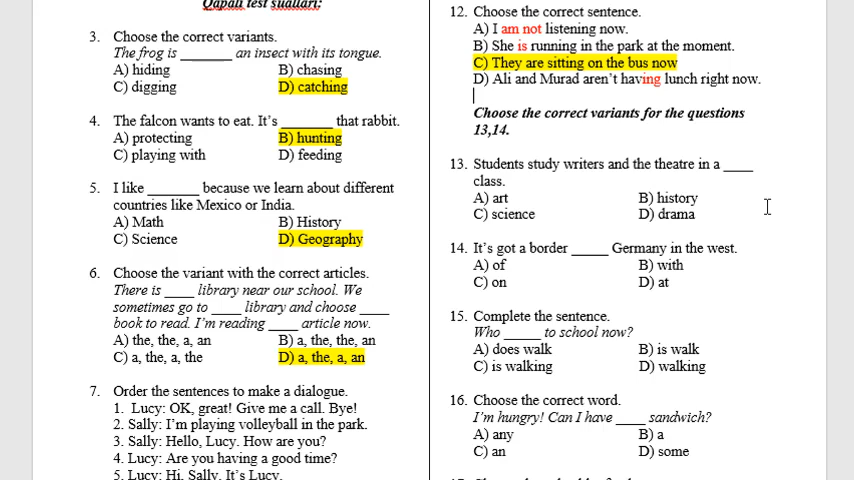 Qapalı test sualları:
3. Choose the correct variants.
The frog is _______ an insect with its tongue.
A) hiding B) chasing
C) digging D) catching
4. The falcon wants to eat. It’s _______ that rabbit.
A) protecting B) hunting
C) playing with D) feeding
5. I like _______ because we learn about different
countries like Mexico or India.
A) Math B) History
C) Science D) Geography
6. Choose the variant with the correct articles.
There is ____ library near our school. We
sometimes go to ____ library and choose ____
book to read. I’m reading ____ article now.
A) the, the, a, an B) a, the, the, an
C) a, the, a, the D) a, the, a, an
7. Order the sentences to make a dialogue.
1. Lucy: OK, great! Give me a call. Bye!
2. Sally: I’m playing volleyball in the park.
3. Sally: Hello, Lucy. How are you?
4. Lucy: Are you having a good time?
5. Lucy: Hi, Sally. It’s Lucy.
12. Choose the correct sentence.
A) I am not listening now.
B) She is running in the park at the moment.
C) They are sitting on the bus now
D) Ali and Murad aren’t having lunch right now.
Choose the correct variants for the questions
13,14.
13. Students study writers and the theatre in a ____
class.
A) art B) history
C) science D) drama
14. It’s got a border _____ Germany in the west.
A) of B) with
C) on D) at
15. Complete the sentence.
Who _____ to school now?
A) does walk B) is walk
C) is walking D) walking
16. Choose the correct word.
I’m hungry! Can I have ____ sandwich?
A) any B) a
C) an D) some